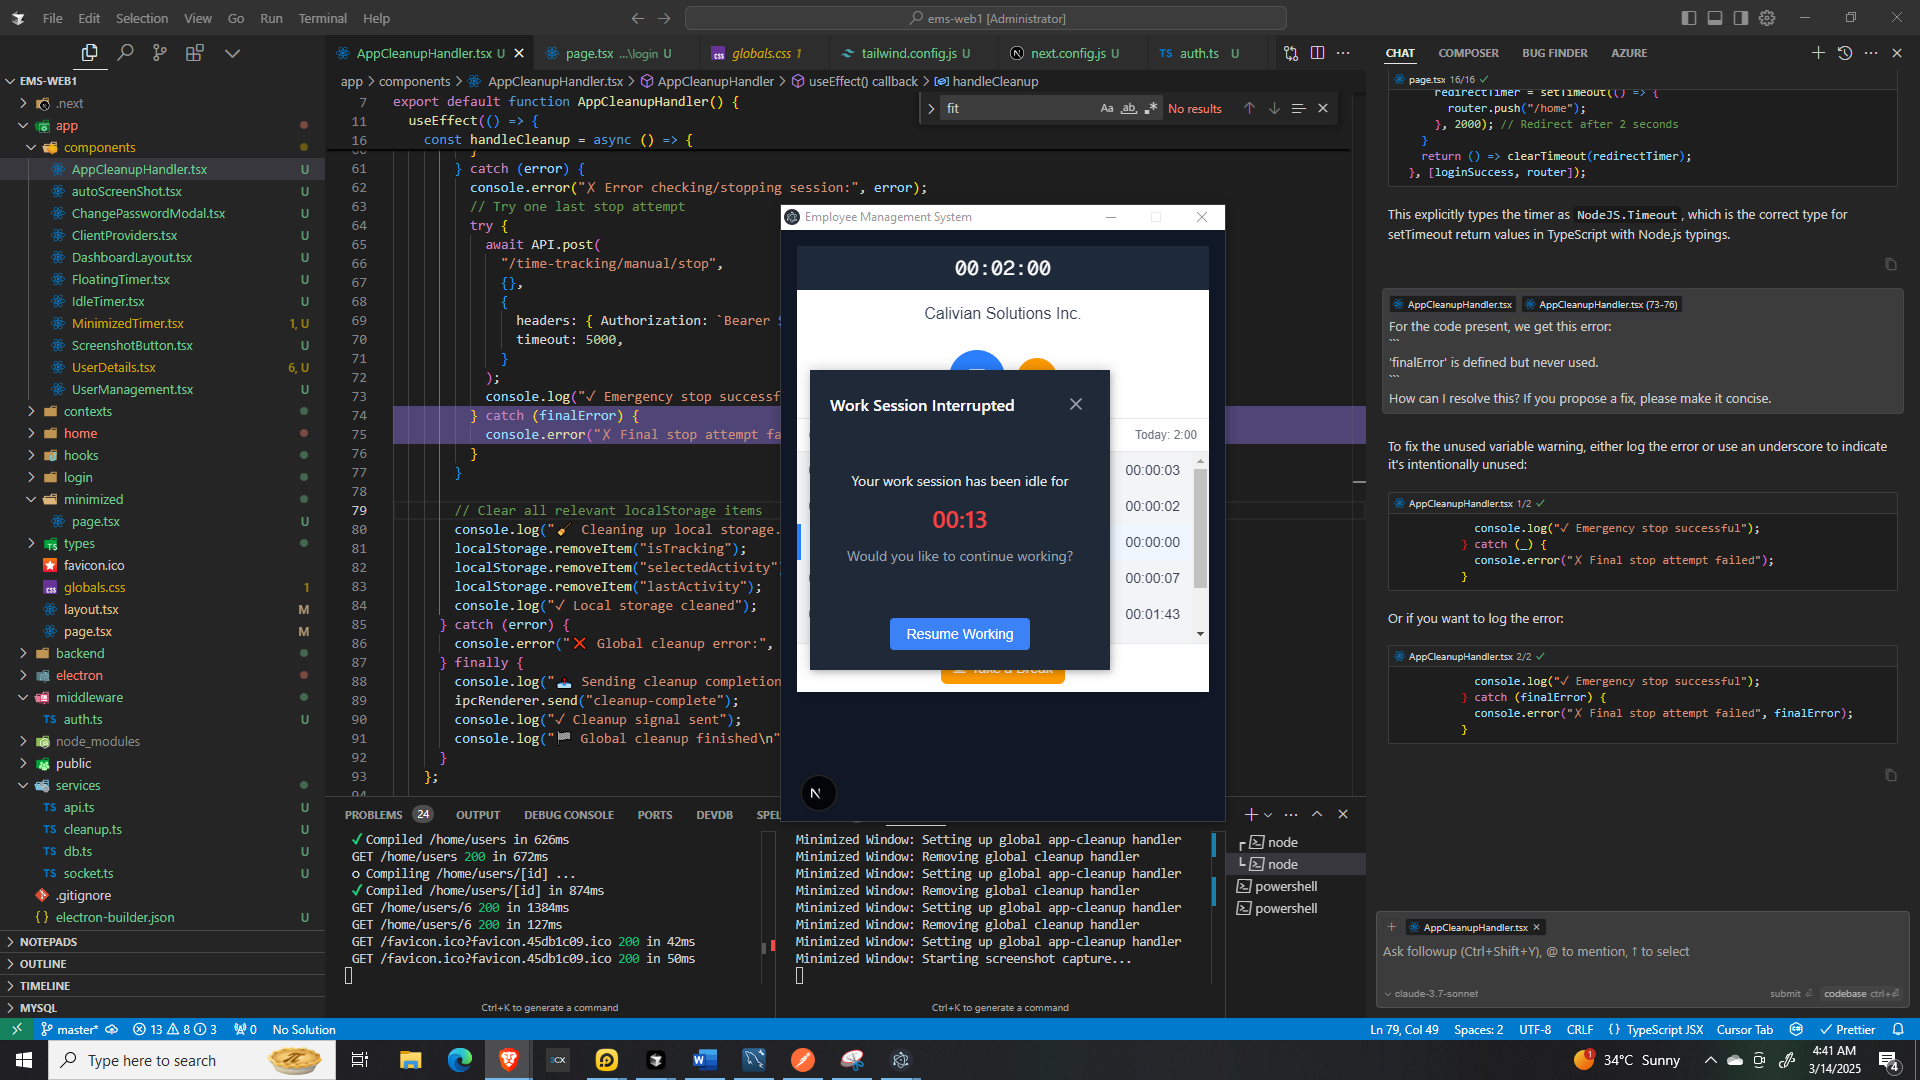 File Edit Selection View Go Run Terminal Help
ems-web1 [Administrator]
EMS-WEB1
.next
app
components
AppCleanupHandler.tsx U
autoScreenShot.tsx U
ChangePasswordModal.tsx U
ClientProviders.tsx U
DashboardLayout.tsx U
FloatingTimer.tsx U
IdleTimer.tsx U
MinimizedTimer.tsx 1, U
ScreenshotButton.tsx U
UserDetails.tsx 6, U
UserManagement.tsx U
contexts
home
hooks
login
minimized
page.tsx U
types
favicon.ico
globals.css 1
layout.tsx M
page.tsx M
backend
electron
middleware
TS auth.ts U
node_modules
public
services
TS api.ts U
TS cleanup.ts U
TS db.ts U
TS socket.ts U
.gitignore
{} electron-builder.json U
NOTEPADS
OUTLINE
TIMELINE
MYSQL
AppCleanupHandler.tsx U
page.tsx ...\login U
globals.css 1
tailwind.config.js U
next.config.js U
TS auth.ts U
app > components > AppCleanupHandler.tsx > AppCleanupHandler > useEffect() callback > handleCleanup
fit Aa ab .* No results
7 export default function AppCleanupHandler() {
11 useEffect(() => {
16 const handleCleanup = async () => {
61 } catch (error) {
62 console.error("✗ Error checking/stopping session:", error);
63 // Try one last stop attempt
64 try {
65 await API.post(
66 "/time-tracking/manual/stop",
67 {},
68 {
69 headers: { Authorization: `Bearer
70 timeout: 5000,
71 }
72 );
73 console.log("✓ Emergency stop successf
74 } catch (finalError) {
75 console.error("✗ Final stop attempt fa
76 }
77 }
78
79 // Clear all relevant localStorage items
80 console.log("🧹 Cleaning up local storage.
81 localStorage.removeItem("isTracking");
82 localStorage.removeItem("selectedActivity"
83 localStorage.removeItem("lastActivity");
84 console.log("✓ Local storage cleaned");
85 } catch (error) {
86 console.error("❌ Global cleanup error:",
87 } finally {
88 console.log("📤 Sending cleanup completion
89 ipcRenderer.send("cleanup-complete");
90 console.log("✓ Cleanup signal sent");
91 console.log("🏁 Global cleanup finished\n"
92 }
93 };
Employee Management System
00:02:00
Calivian Solutions Inc.
Today: 2:00
00:00:03
00:00:02
00:00:00
00:00:07
00:01:43
Work Session Interrupted
Your work session has been idle for
00:13
Would you like to continue working?
Resume Working
Take a Break
N
PROBLEMS 24 OUTPUT DEBUG CONSOLE PORTS DEVDB SPEL
✓ Compiled /home/users in 626ms
GET /home/users 200 in 672ms
○ Compiling /home/users/[id] ...
✓ Compiled /home/users/[id] in 874ms
GET /home/users/6 200 in 1384ms
GET /home/users/6 200 in 127ms
GET /favicon.ico?favicon.45db1c09.ico 200 in 42ms
GET /favicon.ico?favicon.45db1c09.ico 200 in 50ms
Ctrl+K to generate a command
Minimized Window: Setting up global app-cleanup handler
Minimized Window: Removing global cleanup handler
Minimized Window: Setting up global app-cleanup handler
Minimized Window: Removing global cleanup handler
Minimized Window: Setting up global app-cleanup handler
Minimized Window: Removing global cleanup handler
Minimized Window: Setting up global app-cleanup handler
Minimized Window: Starting screenshot capture...
Ctrl+K to generate a command
node
node
powershell
powershell
CHAT COMPOSER BUG FINDER AZURE
page.tsx 16/16 ✓
redirectTimer = setTimeout(() => {
router.push("/home");
}, 2000); // Redirect after 2 seconds
}
return () => clearTimeout(redirectTimer);
}, [loginSuccess, router]);
This explicitly types the timer as NodeJS.Timeout, which is the correct type for
setTimeout return values in TypeScript with Node.js typings.
AppCleanupHandler.tsx AppCleanupHandler.tsx (73-76)
For the code present, we get this error:
```
'finalError' is defined but never used.
```
How can I resolve this? If you propose a fix, please make it concise.
To fix the unused variable warning, either log the error or use an underscore to indicate
it's intentionally unused:
AppCleanupHandler.tsx 1/2 ✓
console.log("✓ Emergency stop successful");
} catch (_) {
console.error("✗ Final stop attempt failed");
}
Or if you want to log the error:
AppCleanupHandler.tsx 2/2 ✓
console.log("✓ Emergency stop successful");
} catch (finalError) {
console.error("✗ Final stop attempt failed", finalError);
}
+ AppCleanupHandler.tsx ×
Ask followup (Ctrl+Shift+Y), @ to mention, ↑ to select
claude-3.7-sonnet
submit codebase ctrl+⏎
master* 13 8 3 0 No Solution
Ln 79, Col 49 Spaces: 2 UTF-8 CRLF {} TypeScript JSX Cursor Tab Prettier
Type here to search
34°C Sunny
4:41 AM
3/14/2025
4